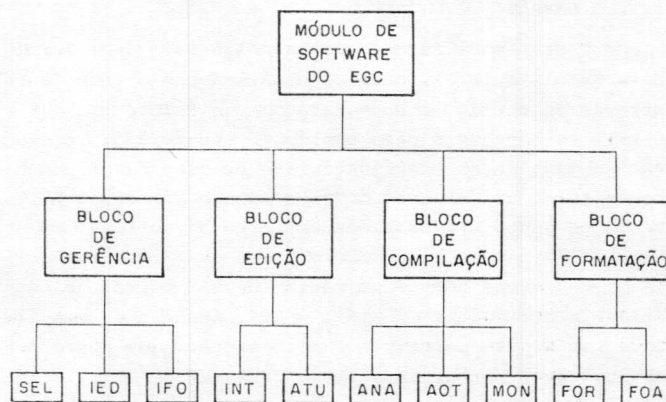 MÓDULO DE
SOFTWARE
DO EGC
BLOCO
DE
GERÊNCIA
BLOCO
DE
EDIÇÃO
BLOCO
DE
COMPILAÇÃO
BLOCO
DE
FORMATAÇÃO
SEL
IED
IFO
INT
ATU
ANA
AOT
MON
FOR
FOA